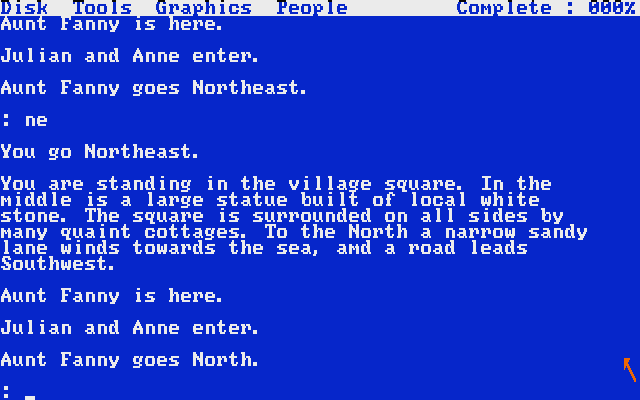 Disk Tools Graphics People Complete : 000%
Aunt Fanny is here.
Julian and Anne enter.
Aunt Fanny goes Northeast.
: ne
You go Northeast.
You are standing in the village square. In the
middle is a large statue built of local white
stone. The square is surrounded on all sides by
many quaint cottages. To the North a narrow sandy
lane winds towards the sea, amd a road leads
Southwest.
Aunt Fanny is here.
Julian and Anne enter.
Aunt Fanny goes North.
: _